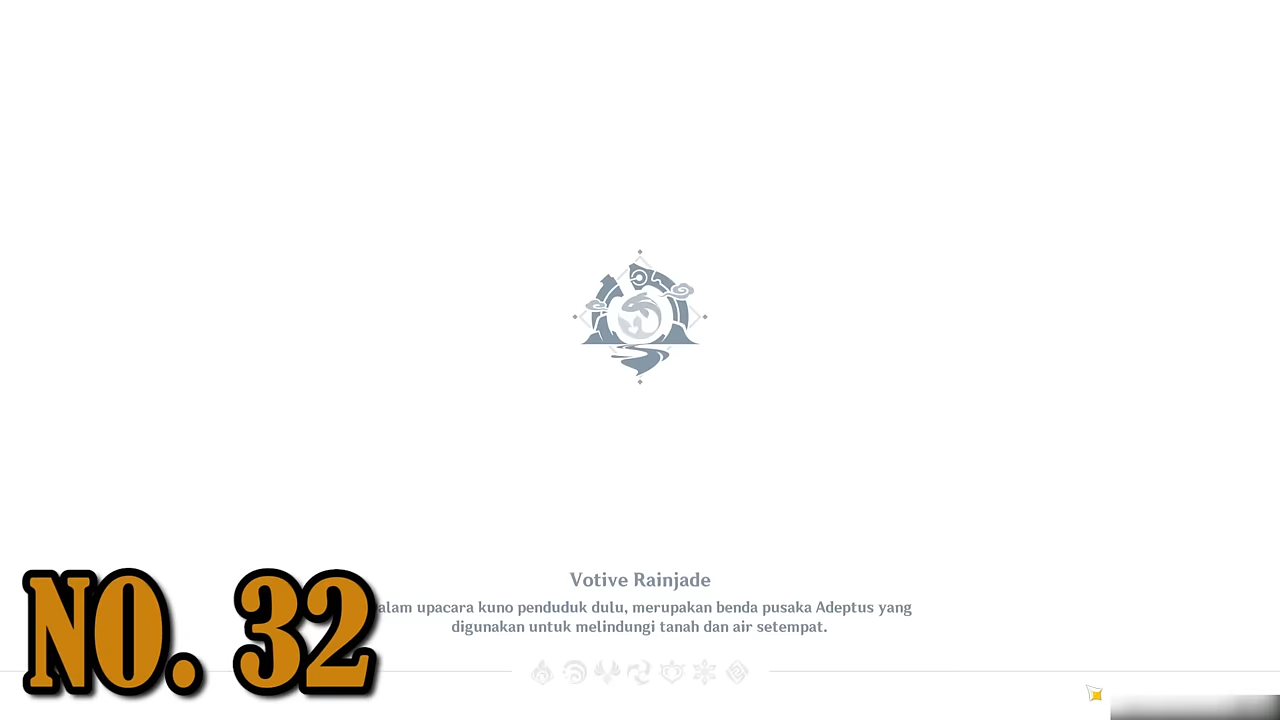 Votive Rainjade
alam upacara kuno penduduk dulu, merupakan benda pusaka Adeptus yang
digunakan untuk melindungi tanah dan air setempat.
NO. 32